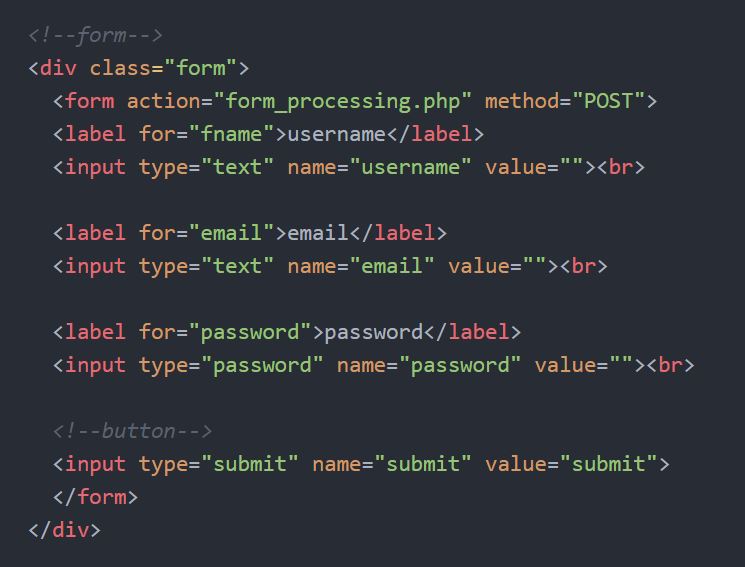 <!--form-->
<div class="form">
<form action="form_processing.php" method="POST">
<label for="fname">username</label>
<input type="text" name="username" value=""><br>
<label for="email">email</label>
<input type="text" name="email" value=""><br>
<label for="password">password</label>
<input type="password" name="password" value=""><br>
<!--button-->
<input type="submit" name="submit" value="submit">
</form>
</div>